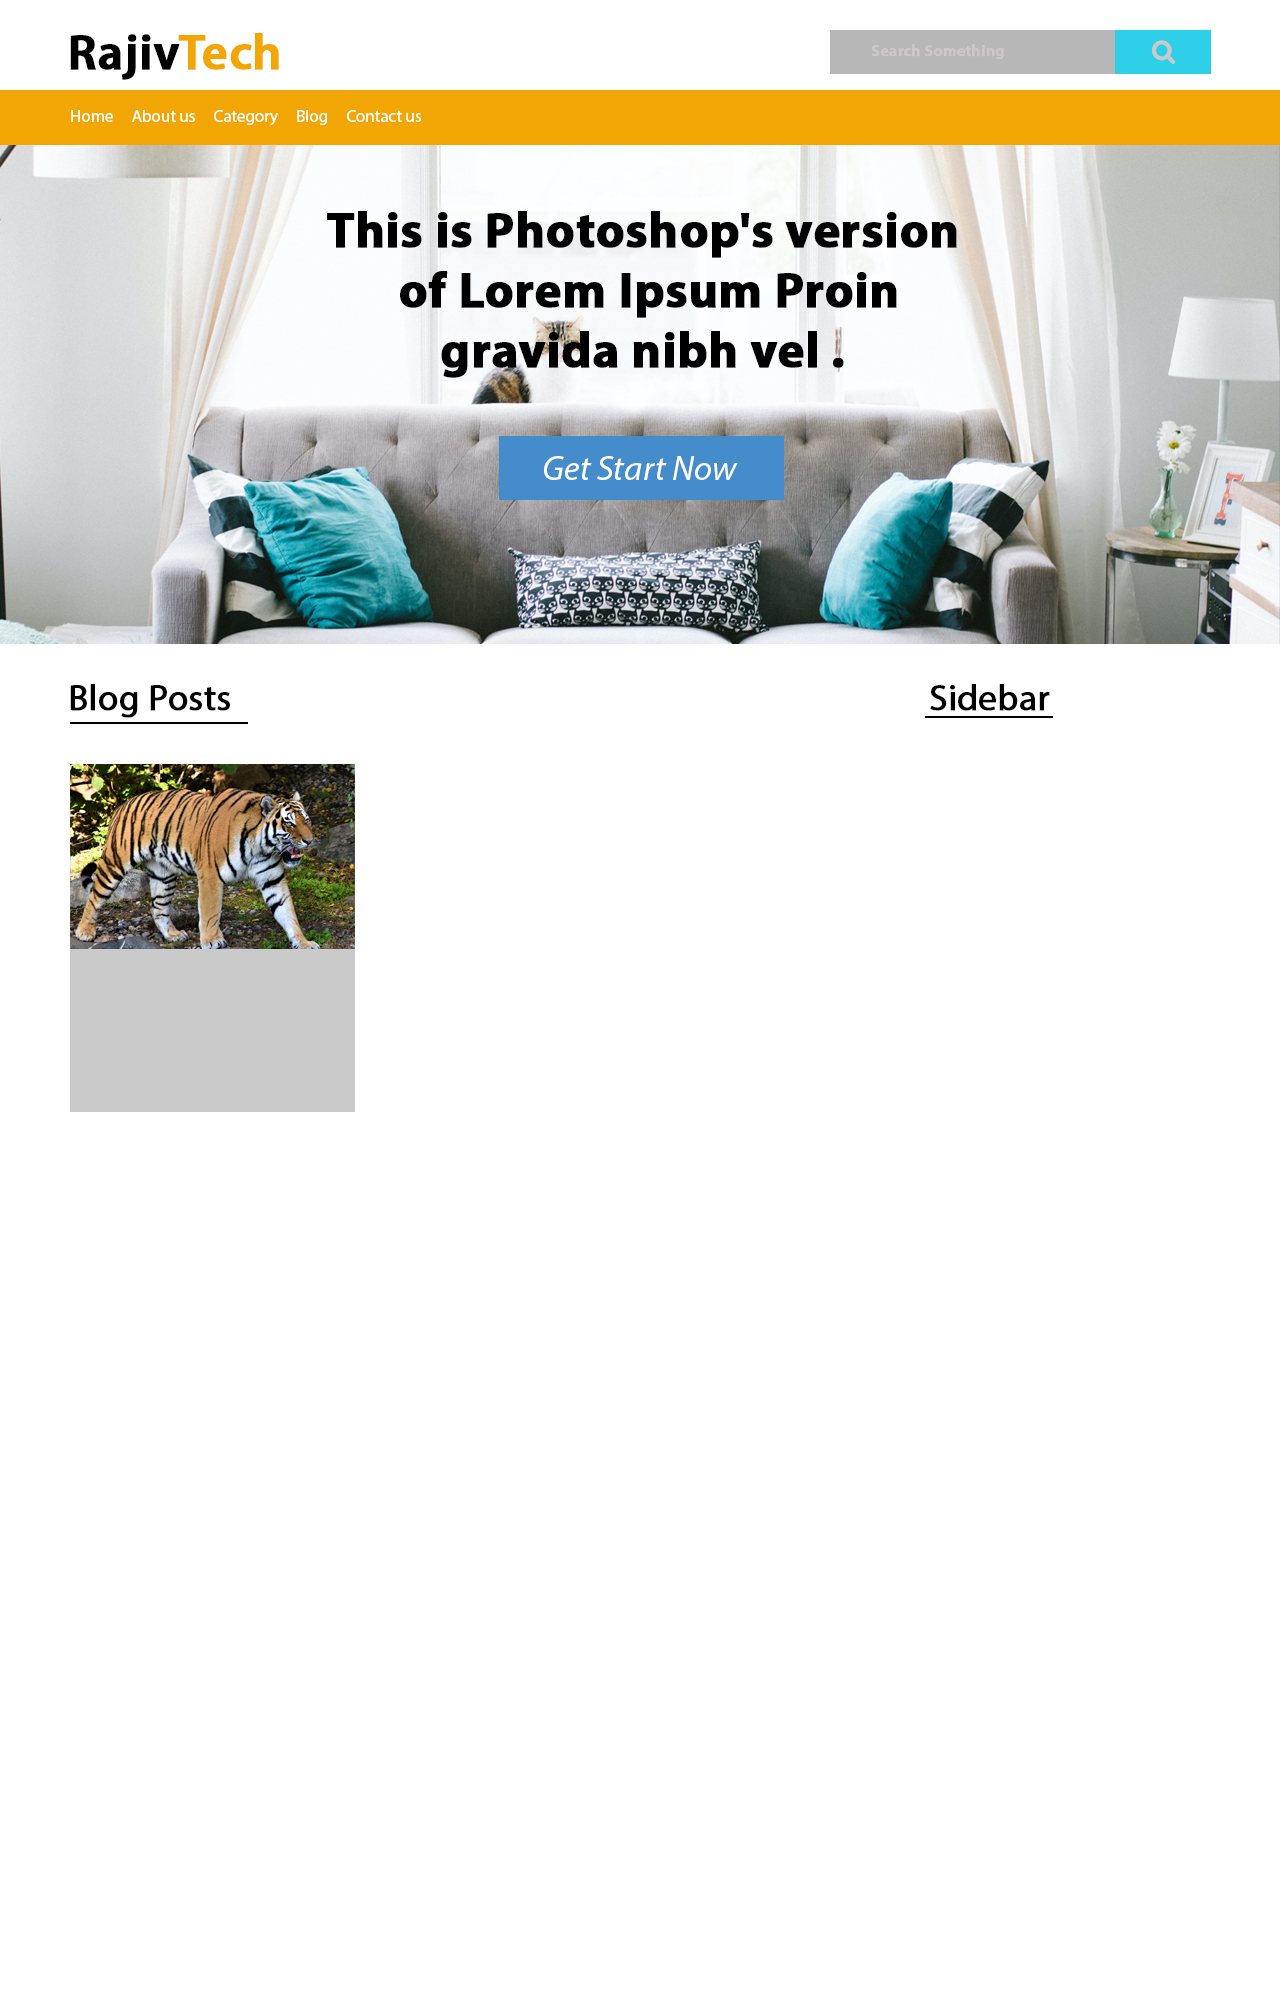 RajivTech
Search Something
Home About us Category Blog Contact us
This is Photoshop's version
of Lorem Ipsum Proin
gravida nibh vel .
Get Start Now
Blog Posts
Sidebar